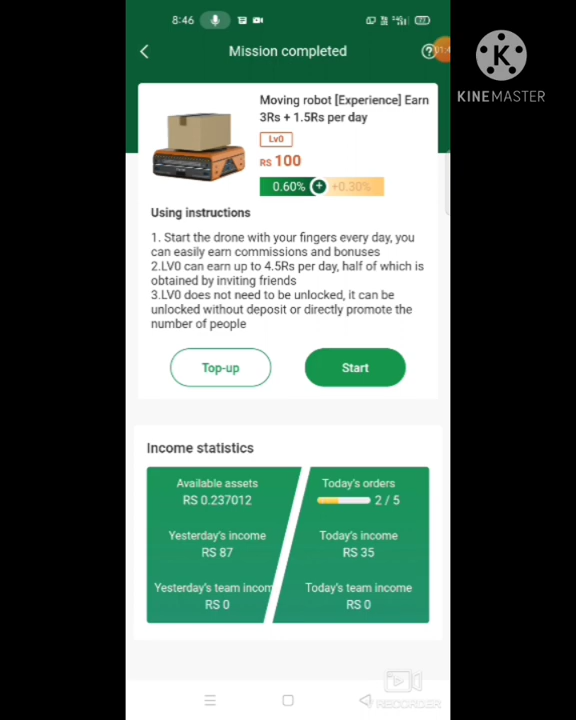 8:46
Mission completed
K
KINEMASTER
Moving robot [Experience] Earn
3Rs + 1.5Rs per day
Lv0
RS 100
0.60% + +0.30%
Using instructions
1. Start the drone with your fingers every day, you
can easily earn commissions and bonuses
2.LV0 can earn up to 4.5Rs per day, half of which is
obtained by inviting friends
3.LV0 does not need to be unlocked, it can be
unlocked without deposit or directly promote the
number of people
Top-up
Start
Income statistics
Available assets
RS 0.237012
Today's orders
2 / 5
Yesterday's income
RS 87
Today's income
RS 35
Yesterday's team incom
RS 0
Today's team income
RS 0
RECORDER